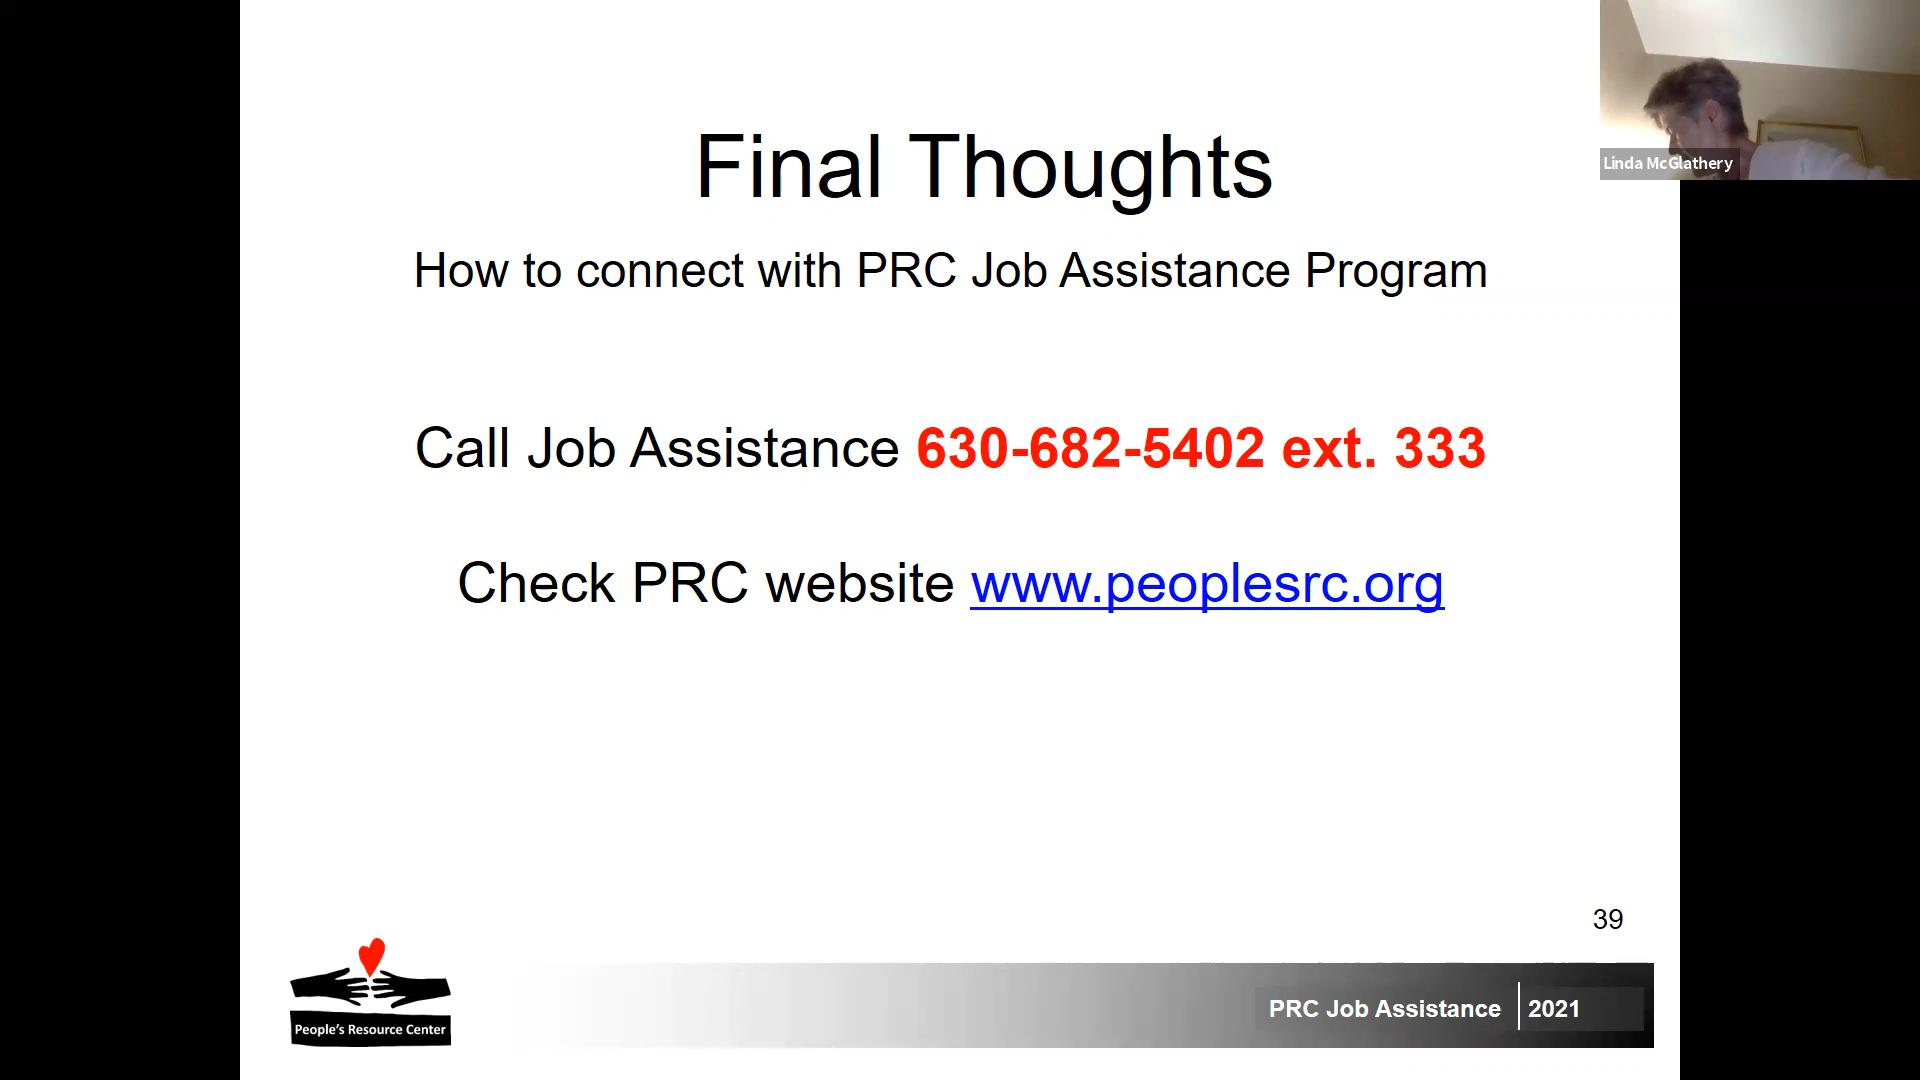 Final Thoughts
Linda McGlathery
How to connect with PRC Job Assistance Program
Call Job Assistance 630-682-5402 ext. 333
Check PRC website www.peoplesrc.org
39
People's Resource Center
PRC Job Assistance 2021